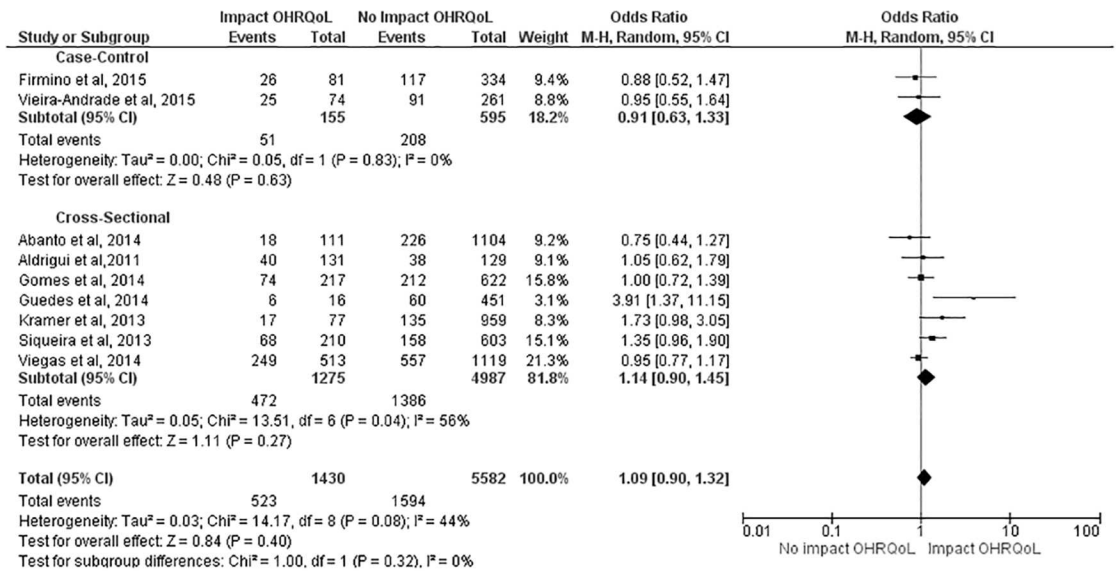 Impact OHRQoL No Impact OHRQoL Odds Ratio Odds Ratio
Study or Subgroup Events Total Events Total Weight M-H, Random, 95% CI M-H, Random, 95% CI
Case-Control
Firmino et al, 2015 26 81 117 334 9.4% 0.88 [0.52, 1.47]
Vieira-Andrade et al, 2015 25 74 91 261 8.8% 0.95 [0.55, 1.64]
Subtotal (95% CI) 155 595 18.2% 0.91 [0.63, 1.33]
Total events 51 208
Heterogeneity: Tau² = 0.00; Chi² = 0.05, df = 1 (P = 0.83); I² = 0%
Test for overall effect: Z = 0.48 (P = 0.63)
Cross-Sectional
Abanto et al, 2014 18 111 226 1104 9.2% 0.75 [0.44, 1.27]
Aldrigui et al,2011 40 131 38 129 9.1% 1.05 [0.62, 1.79]
Gomes et al, 2014 74 217 212 622 15.8% 1.00 [0.72, 1.39]
Guedes et al, 2014 6 16 60 451 3.1% 3.91 [1.37, 11.15]
Kramer et al, 2013 17 77 135 959 8.3% 1.73 [0.98, 3.05]
Siqueira et al, 2013 68 210 158 603 15.1% 1.35 [0.96, 1.90]
Viegas et al, 2014 249 513 557 1119 21.3% 0.95 [0.77, 1.17]
Subtotal (95% CI) 1275 4987 81.8% 1.14 [0.90, 1.45]
Total events 472 1386
Heterogeneity: Tau² = 0.05; Chi² = 13.51, df = 6 (P = 0.04); I² = 56%
Test for overall effect: Z = 1.11 (P = 0.27)
Total (95% CI) 1430 5582 100.0% 1.09 [0.90, 1.32]
Total events 523 1594
Heterogeneity: Tau² = 0.03; Chi² = 14.17, df = 8 (P = 0.08); I² = 44%
Test for overall effect: Z = 0.84 (P = 0.40)
Test for subgroup differences: Chi² = 1.00, df = 1 (P = 0.32), I² = 0%
0.01 0.1 1 10 100
No impact OHRQoL Impact OHRQoL